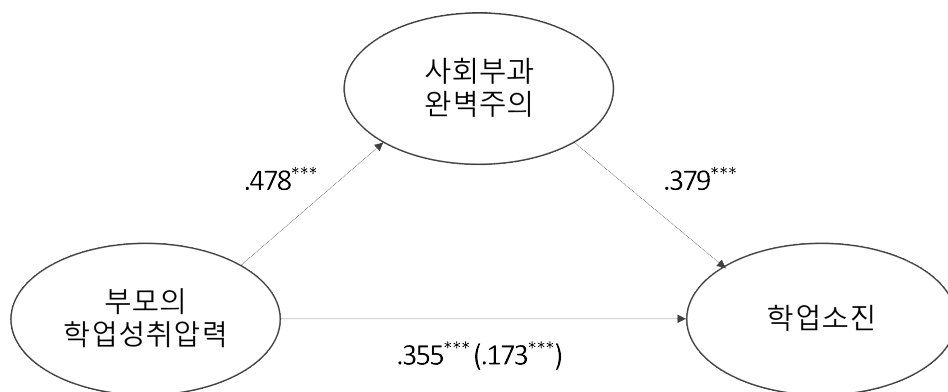 사회부과
완벽주의
.478***
.379***
부모의
학업성취압력
학업소진
.355*** (.173***)